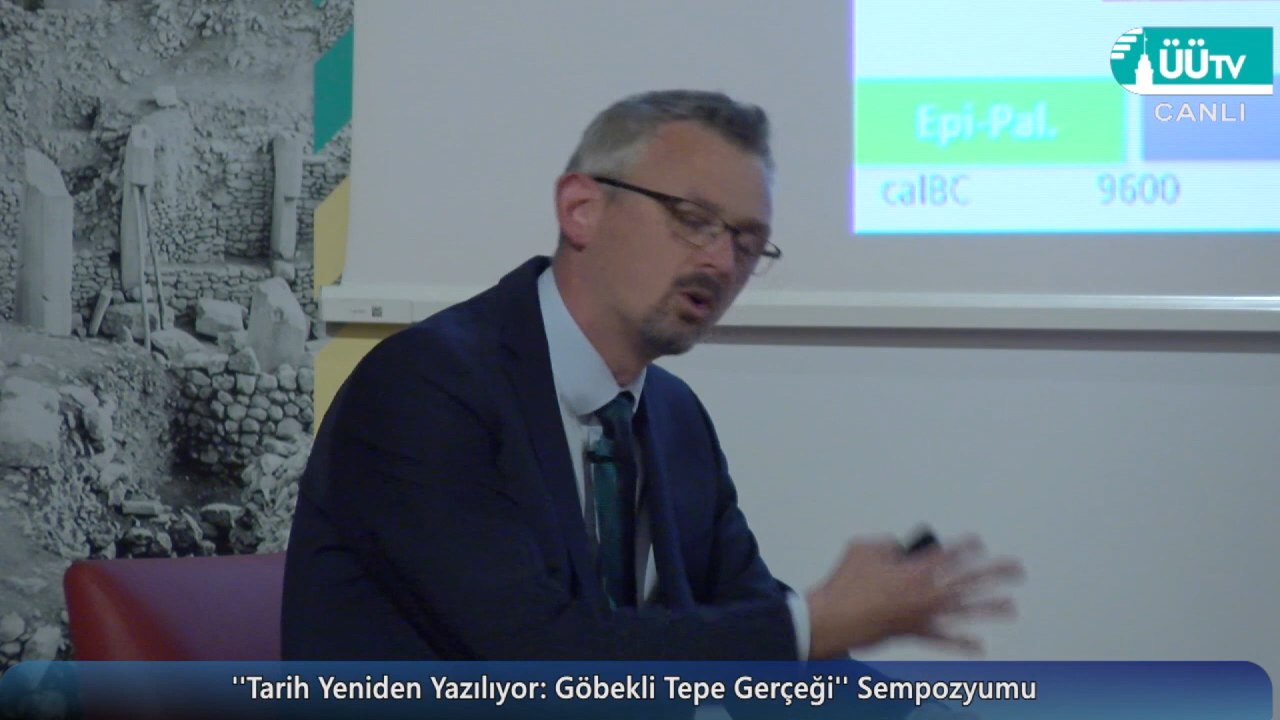 ÜÜTV
CANLI
Epi-Pal.
calBC 9600
''Tarih Yeniden Yazılıyor: Göbekli Tepe Gerçeği'' Sempozyumu